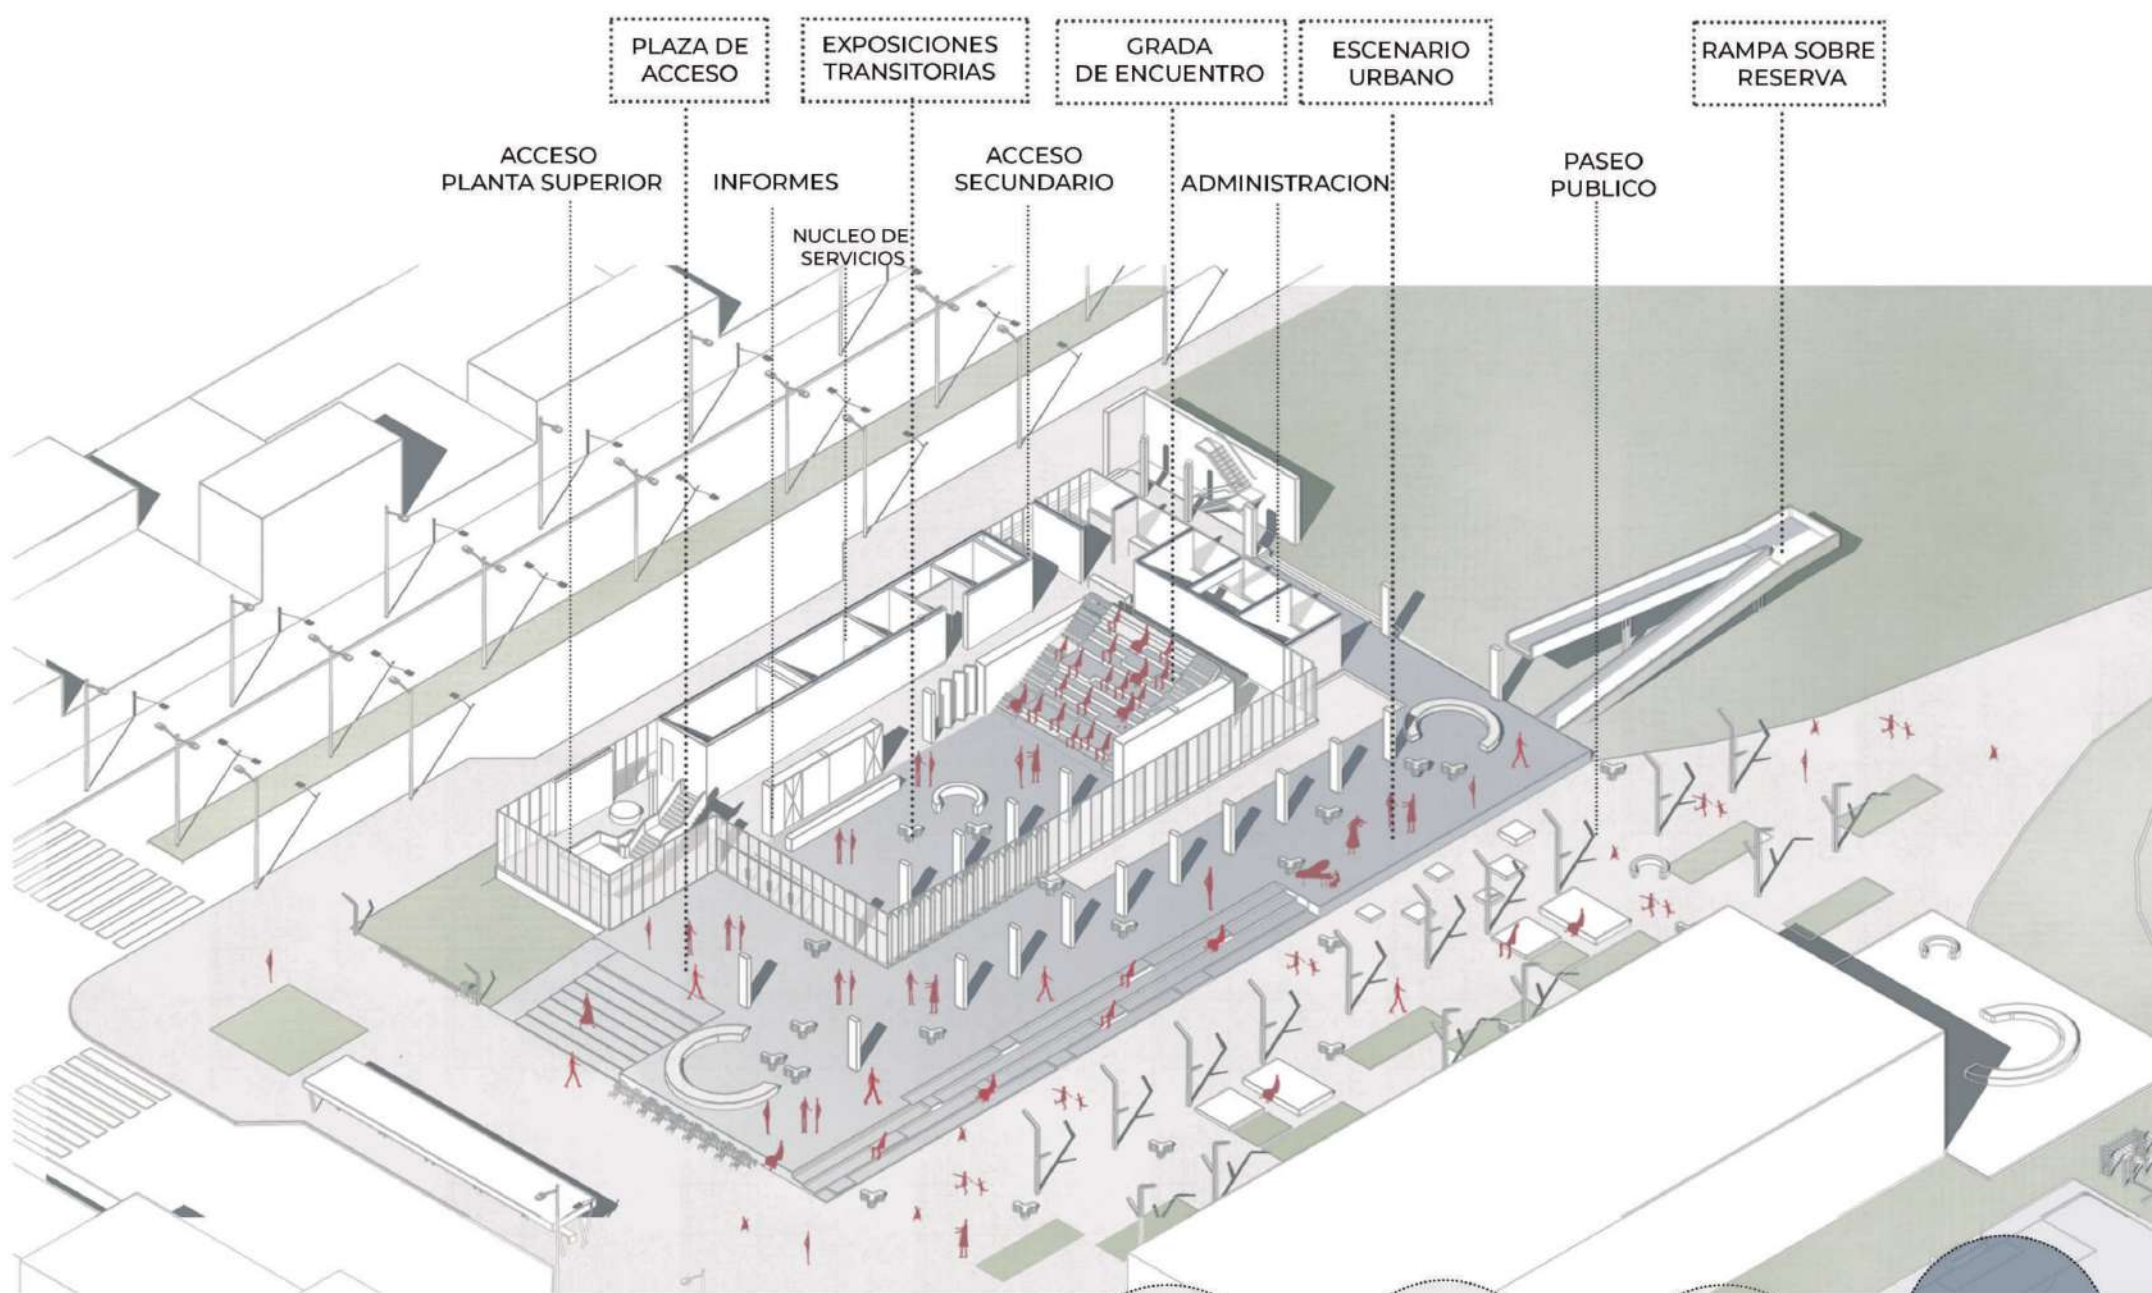 PLAZA DE
ACCESO
EXPOSICIONES
TRANSITORIAS
GRADA
DE ENCUENTRO
ESCENARIO
URBANO
RAMPA SOBRE
RESERVA
ACCESO
PLANTA SUPERIOR
INFORMES
NUCLEO DE
SERVICIOS
ACCESO
SECUNDARIO
ADMINISTRACION
PASEO
PUBLICO